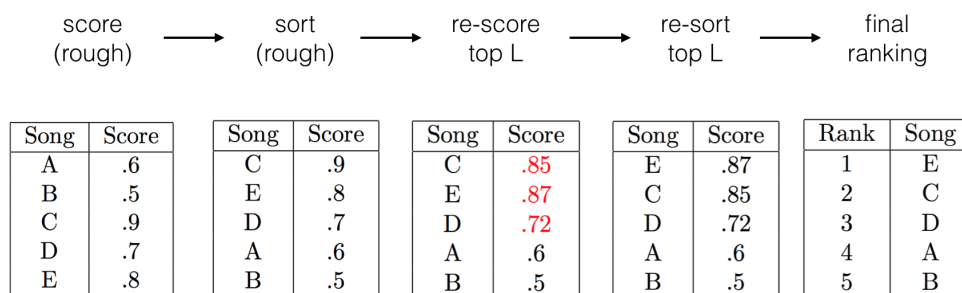 score sort re-score re-sort final
(rough) (rough) top L top L ranking
Song Score Song Score Song Score Song Score Rank Song
A .6 C .9 C .85 E .87 1 E
B .5 E .8 E .87 C .85 2 C
C .9 D .7 D .72 D .72 3 D
D .7 A .6 A .6 A .6 4 A
E .8 B .5 B .5 B .5 5 B